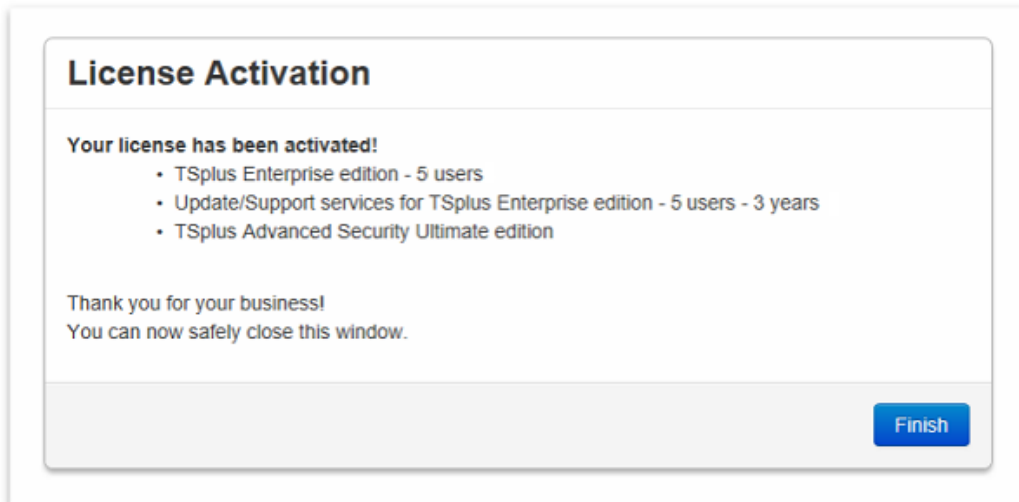 License Activation
Your license has been activated!
• TSplus Enterprise edition - 5 users
• Update/Support services for TSplus Enterprise edition - 5 users - 3 years
• TSplus Advanced Security Ultimate edition
Thank you for your business!
You can now safely close this window.
Finish